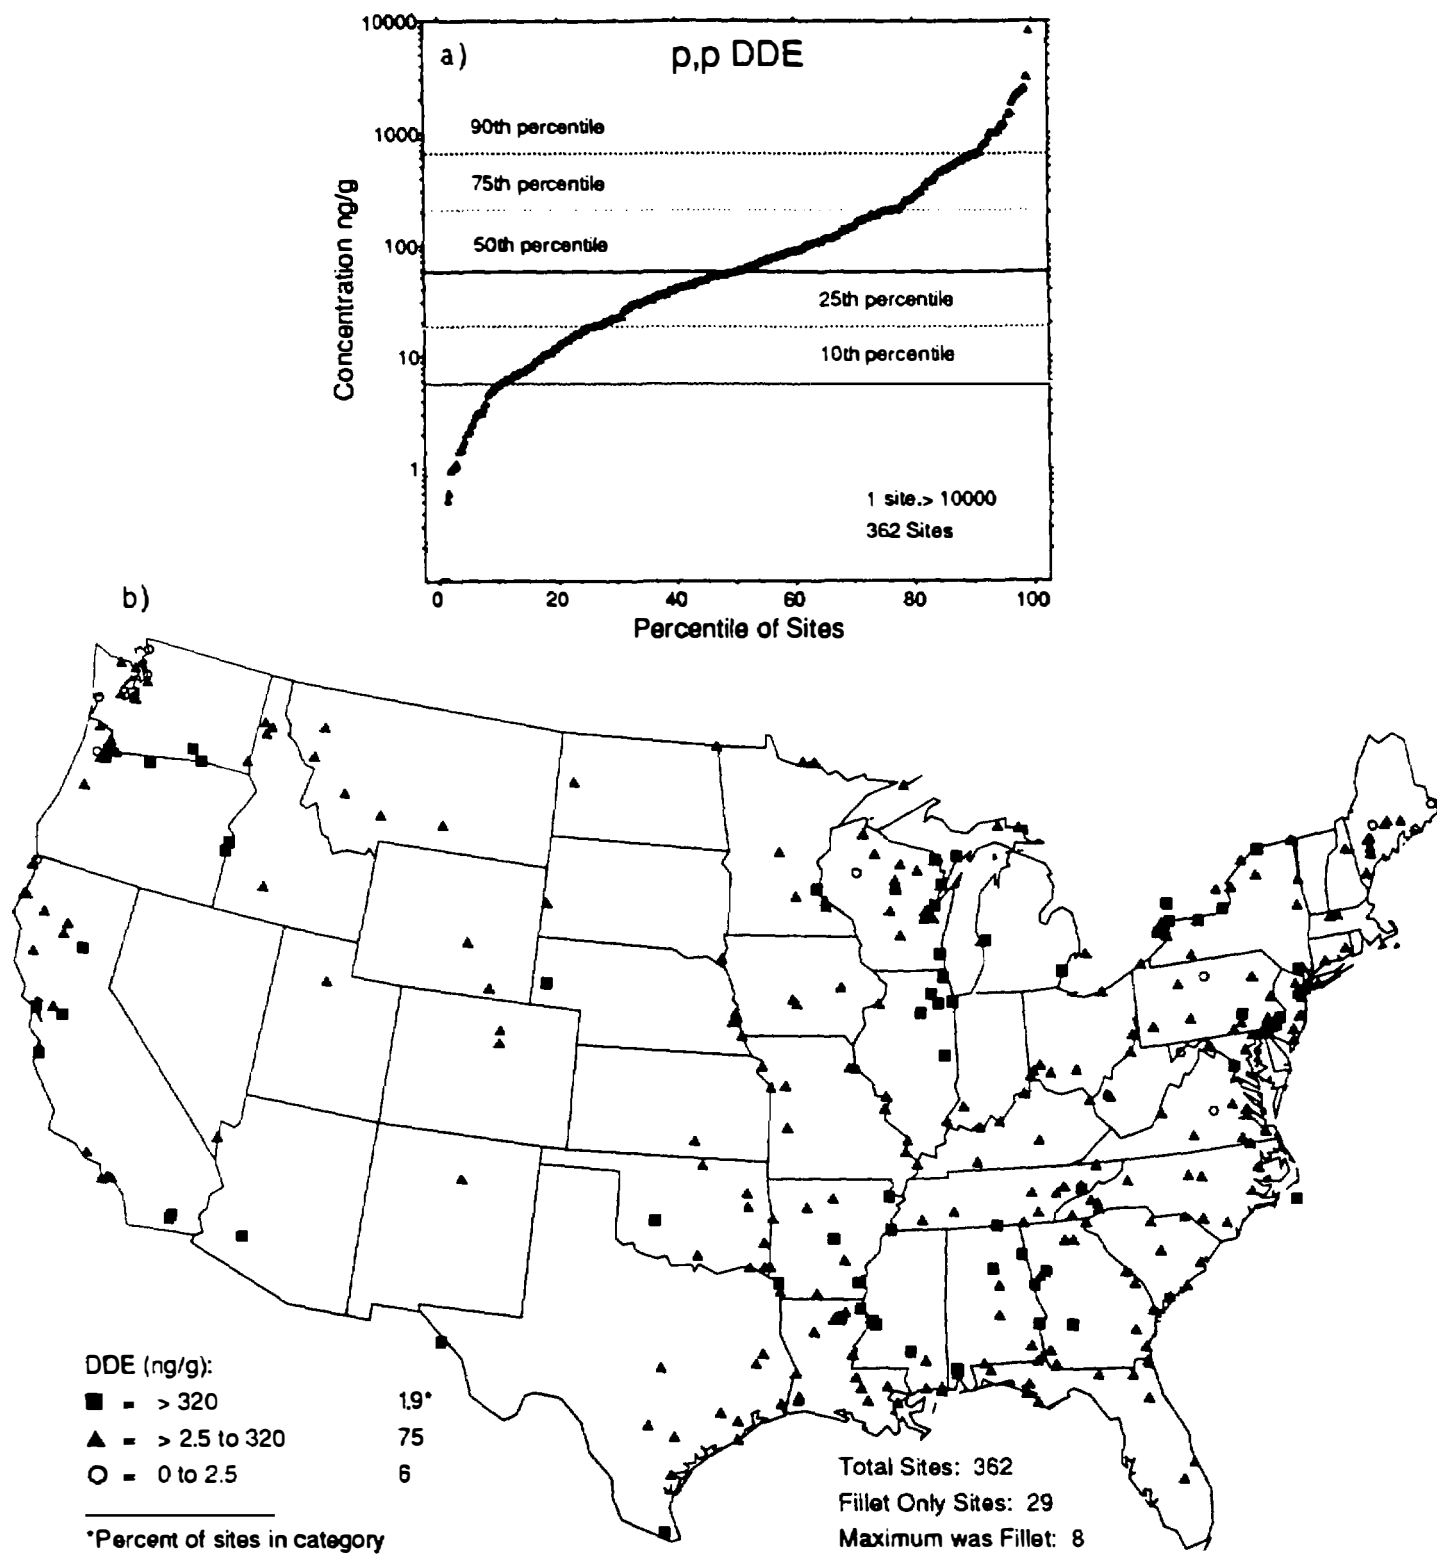 10000
a)
p,p DDE
90th percentile
1000
75th percentile
50th percentile
100
25th percentile
10th percentile
10
1
1 site.> 10000
362 Sites
Concentration ng/g
0 20 40 60 80 100
Percentile of Sites
b)
DDE (ng/g):
■ = > 320 19*
▲ = > 2.5 to 320 75
○ = 0 to 2.5 6
*Percent of sites in category
Total Sites: 362
Fillet Only Sites: 29
Maximum was Fillet: 8